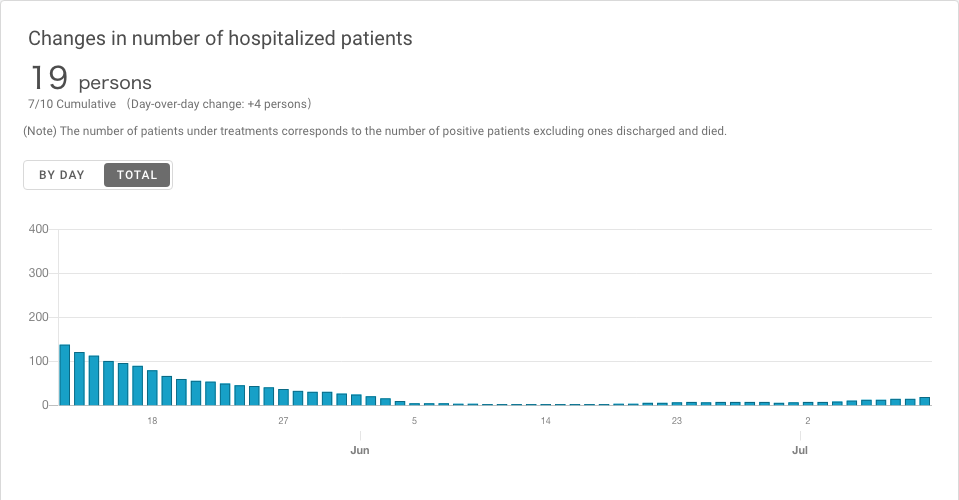 Changes in number of hospitalized patients
19 persons
7/10 Cumulative （Day-over-day change: +4 persons）
(Note) The number of patients under treatments corresponds to the number of positive patients excluding ones discharged and died.
BY DAY TOTAL
400
300
200
100
0
18 27 5 14 23 2
Jun Jul